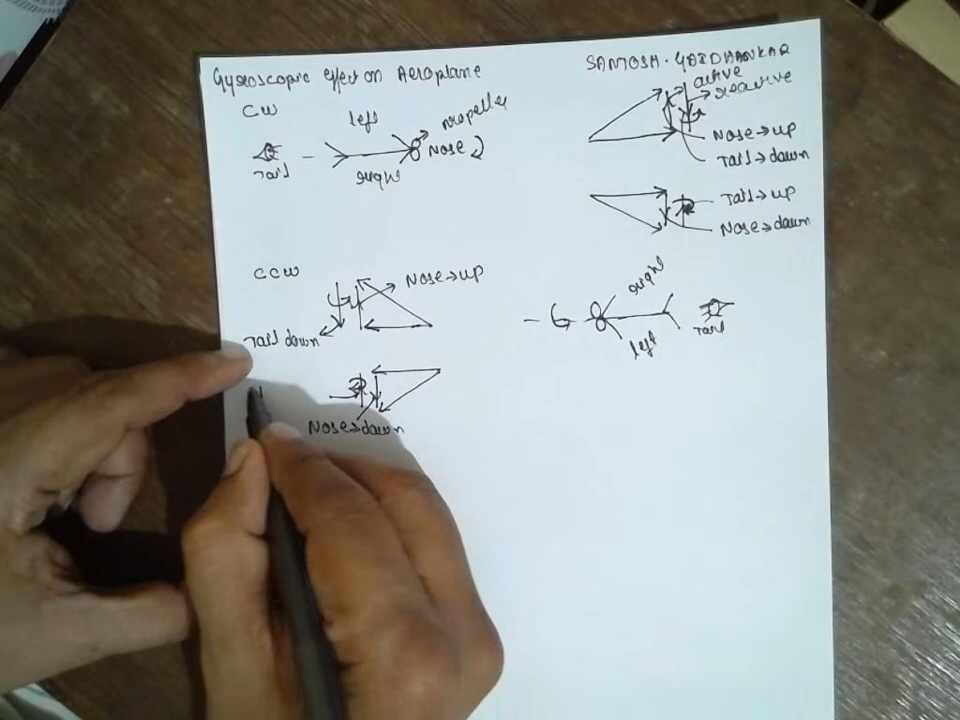 Gyroscopic effect on Aeroplane
SANTOSH.
CW
left
propeller
Nose
Tail
right
active
reactive
Nose→up
Tail→down
Tail→up
Nose→down
CCW
Nose→up
Tail down
Nose→down
right
left
Tail